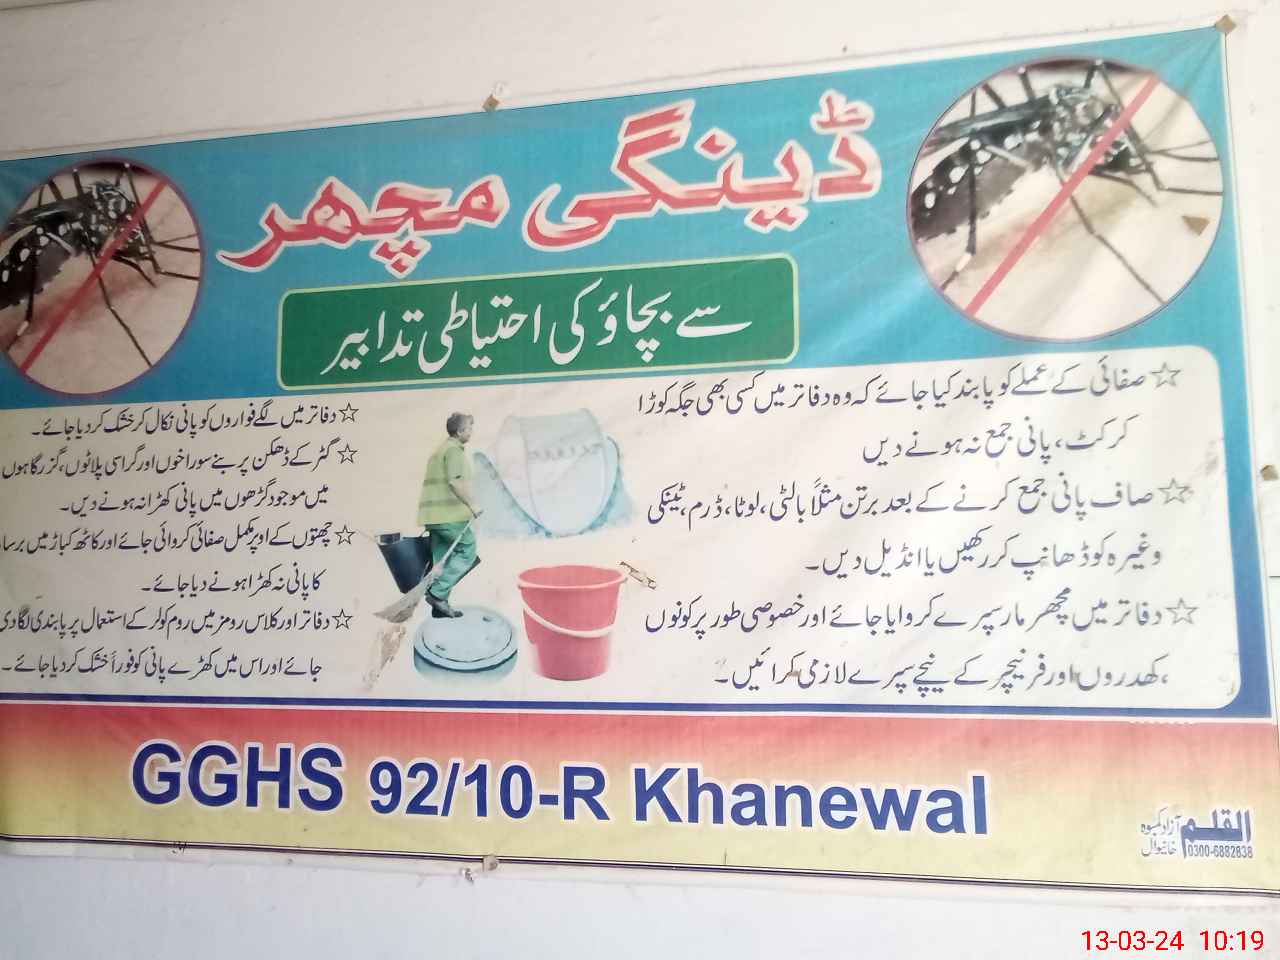 ڈینگی مچھر
سے بچاؤ کی احتیاطی تدابیر
☆ صفائی کے عملے کو پابند کیا جائے کہ وہ دفاتر میں کسی بھی جگہ کوڑا
کرکٹ، پانی جمع نہ ہونے دیں
☆ صاف پانی جمع کرنے کے بعد برتن مثلاً بالٹی، لوٹا، ڈرم، ٹینکی
وغیرہ کو ڈھانپ کر رکھیں یا انڈیل دیں۔
☆ دفاتر میں مچھر مار سپرے کروایا جائے اور خصوصی طور پر کونوں
، کھدروں اور فرنیچر کے نیچے سپرے لازمی کرائیں۔
☆ دفاتر میں لگے فواروں کو پانی نکال کر خشک کر دیا جائے۔
☆ گٹر کے ڈھکن پر بنے سوراخوں اور گراسی پلاٹوں، گزرگاہوں
میں موجود گڑھوں میں پانی کھڑا نہ ہونے دیں۔
☆ چھتوں کے اوپر مکمل صفائی کروائی جائے اور کاٹھ کباڑ میں برسا
کا پانی نہ کھڑا ہونے دیا جائے۔
☆ دفاتر اور کلاس رومز میں روم کولر کے استعمال پر پابندی لگا دی
جائے اور اس میں کھڑے پانی کو فوراً خشک کر دیا جائے۔
GGHS 92/10-R Khanewal
القلم آزاد کمبوہ
خانیوال 0300-6882838
13-03-24 10:19